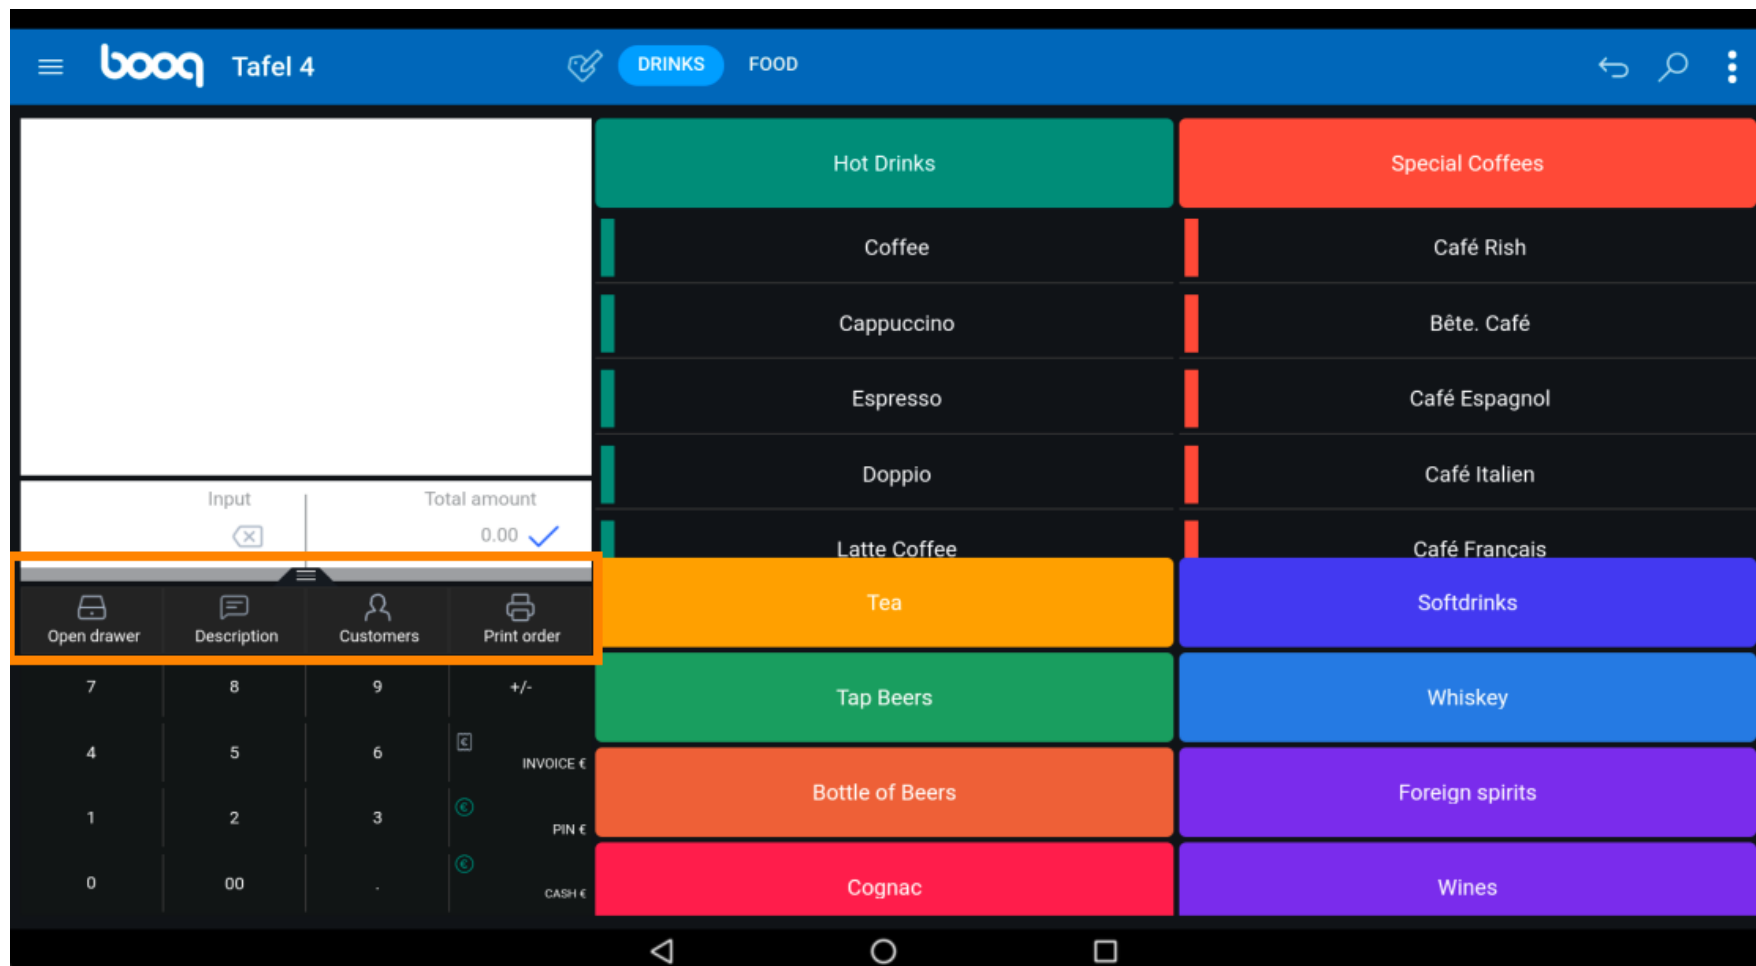 booq Tafel 4 DRINKS FOOD
Hot Drinks Special Coffees
Coffee Café Rish
Cappuccino Bête. Café
Espresso Café Espagnol
Doppio Café Italien
Input Total amount
0.00
Latte Coffee Café Français
Tea Softdrinks
Open drawer Description Customers Print order
7 8 9 +/-
Tap Beers Whiskey
4 5 6 INVOICE €
Bottle of Beers Foreign spirits
1 2 3 PIN €
0 00 . CASH €
Cognac Wines